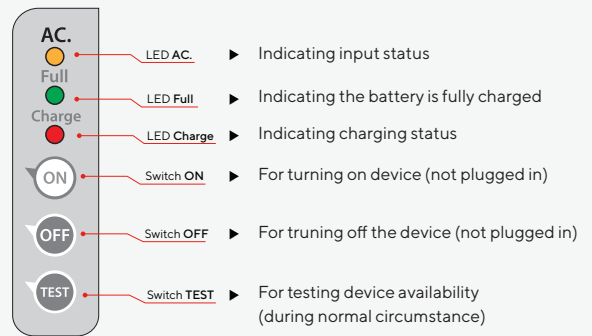 AC.
LED AC. ▶ Indicating input status
Full
LED Full ▶ Indicating the battery is fully charged
Charge
LED Charge ▶ Indicating charging status
ON
Switch ON ▶ For turning on device (not plugged in)
OFF
Switch OFF ▶ For truning off the device (not plugged in)
TEST
Switch TEST ▶ For testing device availability
(during normal circumstance)